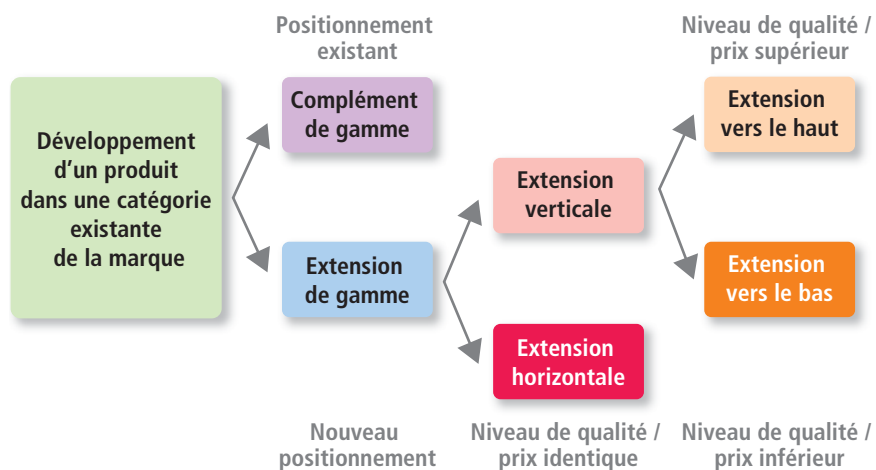 Positionnement
existant
Niveau de qualité /
prix supérieur
Développement
d'un produit
dans une catégorie
existante
de la marque
Complément
de gamme
Extension
de gamme
Extension
verticale
Extension
horizontale
Extension
vers le haut
Extension
vers le bas
Nouveau
positionnement
Niveau de qualité /
prix identique
Niveau de qualité /
prix inférieur